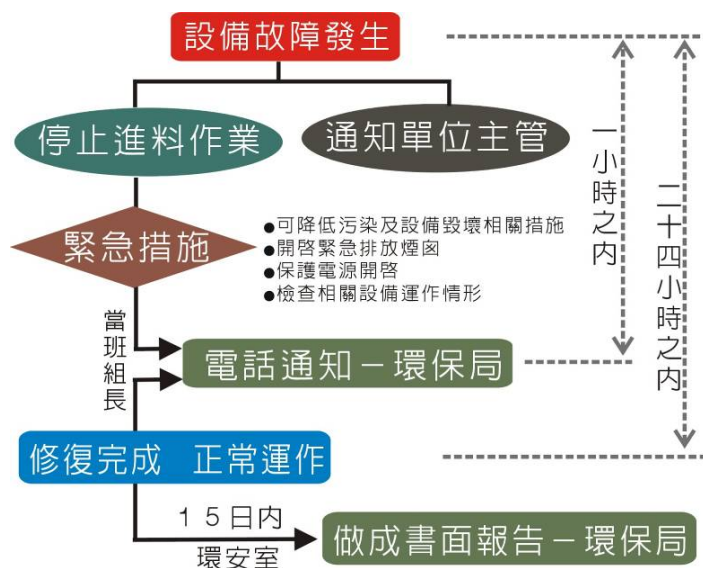 設備故障發生
停止進料作業
通知單位主管
緊急措施
●可降低污染及設備毀壞相關措施
●開啓緊急排放煙囪
●保護電源開啓
●檢查相關設備運作情形
一小時之內
二十四小時之內
當班組長
電話通知－環保局
修復完成　正常運作
１５日內
環安室
做成書面報告－環保局